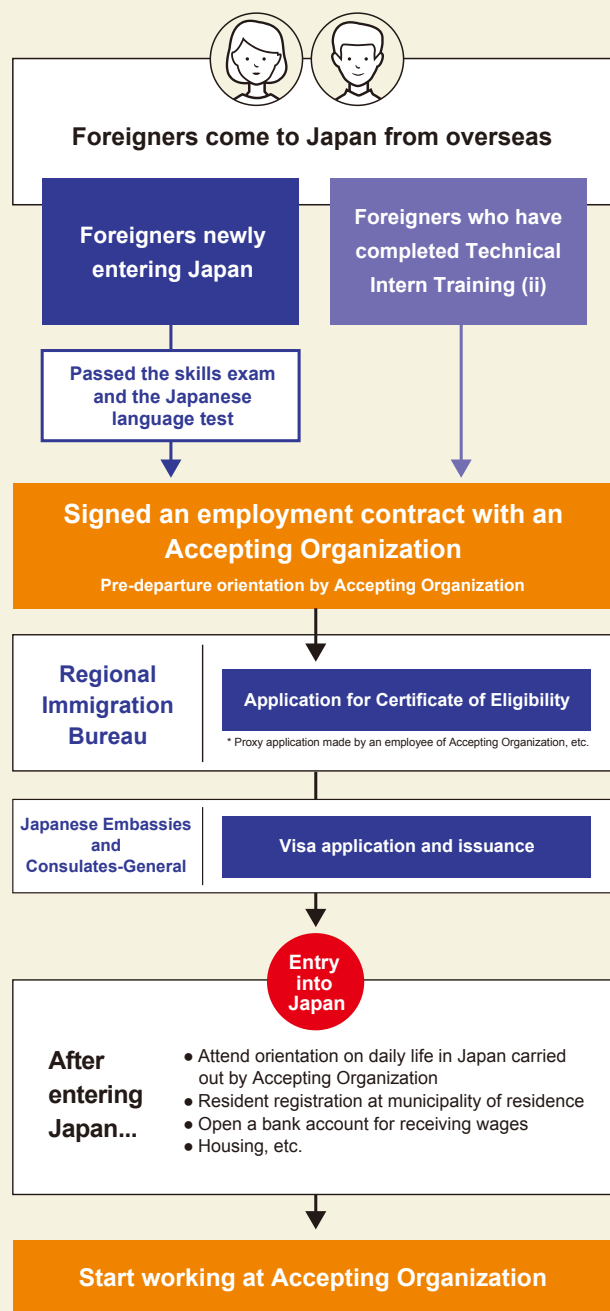 Foreigners come to Japan from overseas
Foreigners newly
entering Japan
Foreigners who have
completed Technical
Intern Training (ii)
Passed the skills exam
and the Japanese
language test
Signed an employment contract with an
Accepting Organization
Pre-departure orientation by Accepting Organization
Regional
Immigration
Bureau
Application for Certificate of Eligibility
* Proxy application made by an employee of Accepting Organization, etc.
Japanese Embassies
and
Consulates-General
Visa application and issuance
Entry
into
Japan
After
entering
Japan...
● Attend orientation on daily life in Japan carried
out by Accepting Organization
● Resident registration at municipality of residence
● Open a bank account for receiving wages
● Housing, etc.
Start working at Accepting Organization